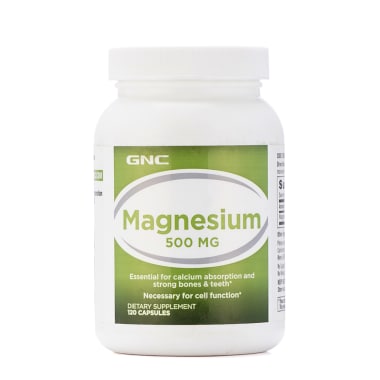 GNC
Magnesium
500 MG
Essential for calcium absorption and
strong bones & teeth*
Necessary for cell function*
DIETARY SUPPLEMENT
120 CAPSULES